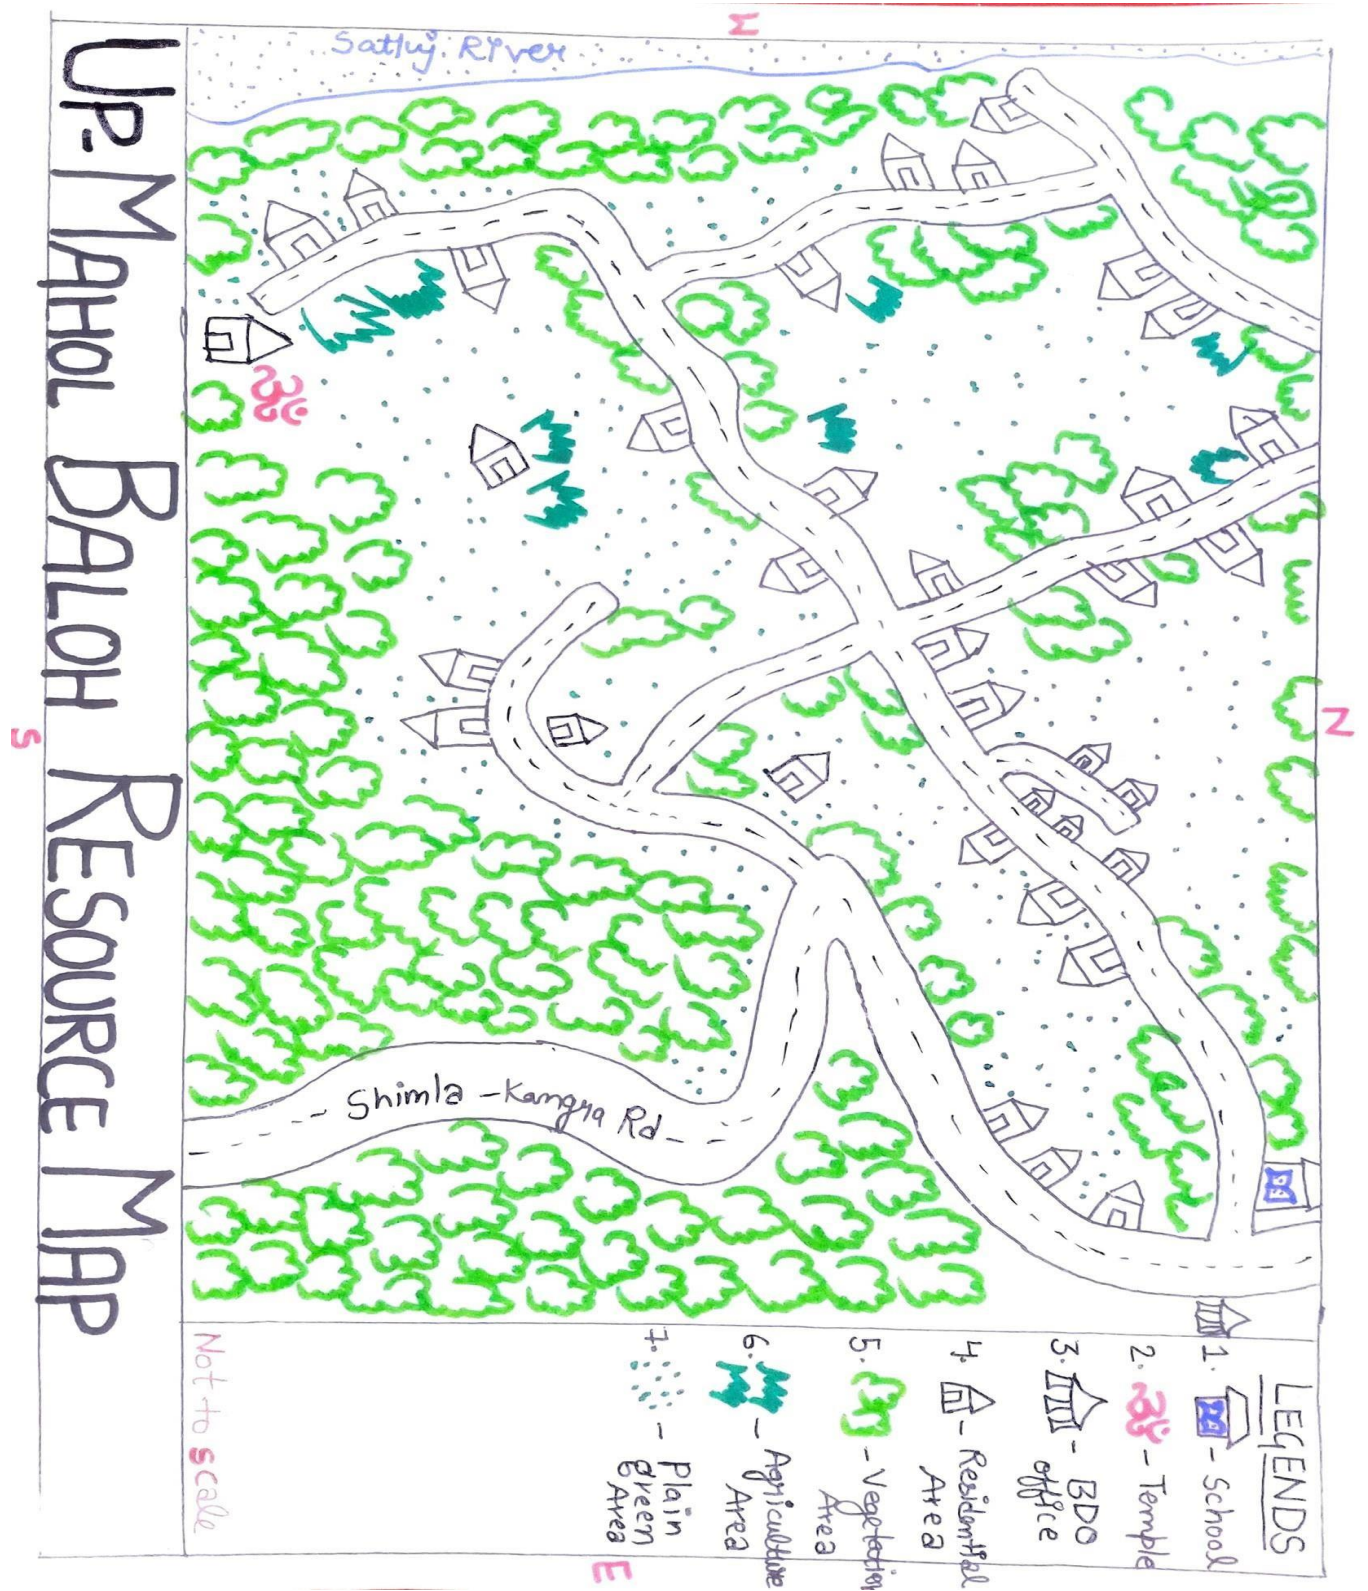 UP- MAHOL BALOH RESOURCE MAP
W
N
S
E
Satluj River
Shimla - Kangra Rd
LEGENDS
1. - School
2. ॐ - Temple
3. - BDO
office
4. - Residential
Area
5. - Vegetation
Area
6. - Agriculture
Area
7. - Plain
green
Area
Not to scale
ॐ